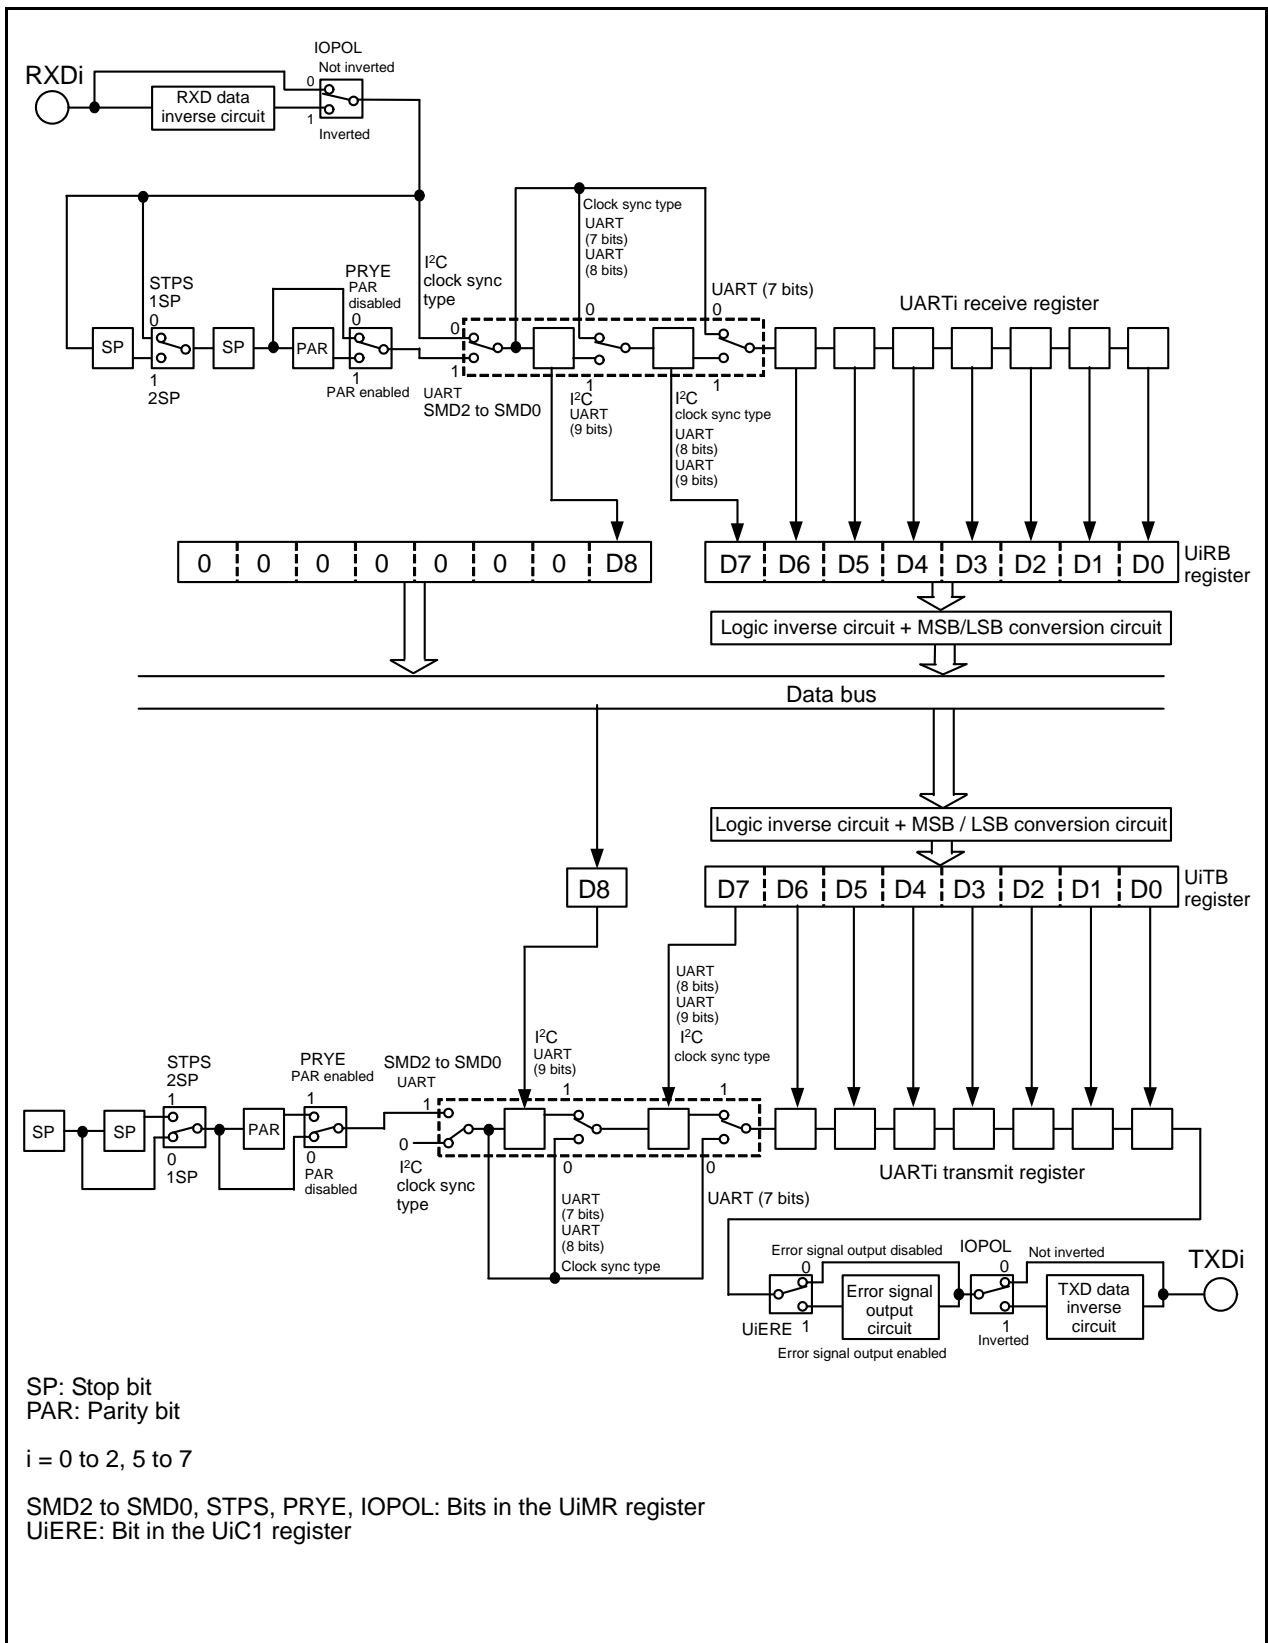 IOPOL
Not inverted
RXDi
0
RXD data
inverse circuit
1
Inverted
Clock sync type
UART
(7 bits)
UART
(8 bits)
I²C
clock sync
type
STPS
1SP
0
PRYE
PAR
disabled
0
UART (7 bits)
0
0
0
UARTi receive register
SP
SP
PAR
1
2SP
1
PAR enabled
1
UART
SMD2 to SMD0
1
I²C
UART
(9 bits)
1
I²C
clock sync type
UART
(8 bits)
UART
(9 bits)
0 0 0 0 0 0 0 D8
D7 D6 D5 D4 D3 D2 D1 D0
UiRB
register
Logic inverse circuit + MSB/LSB conversion circuit
Data bus
Logic inverse circuit + MSB / LSB conversion circuit
D8
D7 D6 D5 D4 D3 D2 D1 D0
UiTB
register
UART
(8 bits)
UART
(9 bits)
I²C
clock sync type
I²C
UART
(9 bits)
STPS
2SP
1
PRYE
PAR enabled
1
SMD2 to SMD0
UART
1
1
1
SP
SP
PAR
0
1SP
0
PAR
disabled
0
I²C
clock sync
type
0
UART
(7 bits)
UART
(8 bits)
Clock sync type
0
UART (7 bits)
UARTi transmit register
Error signal output disabled
0
IOPOL
0
Not inverted
TXDi
Error signal
output
circuit
TXD data
inverse
circuit
UiERE 1
Error signal output enabled
1
Inverted
SP: Stop bit
PAR: Parity bit
i = 0 to 2, 5 to 7
SMD2 to SMD0, STPS, PRYE, IOPOL: Bits in the UiMR register
UiERE: Bit in the UiC1 register